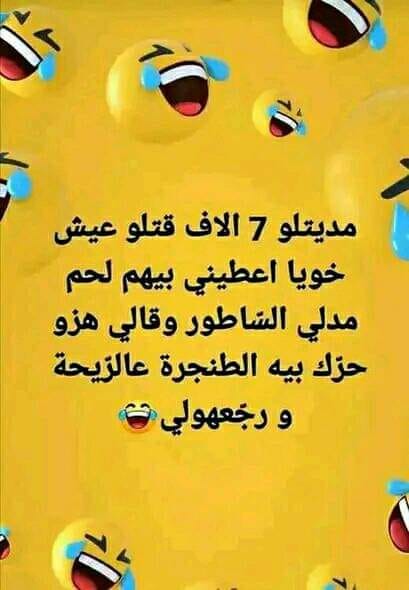 مديتلو 7 الاف قتلو عيش
خويا اعطيني بيهم لحم
مدلي السّاطور وقالي هزو
حرّك بيه الطنجرة عالرّيحة
و رجّعهولي😂